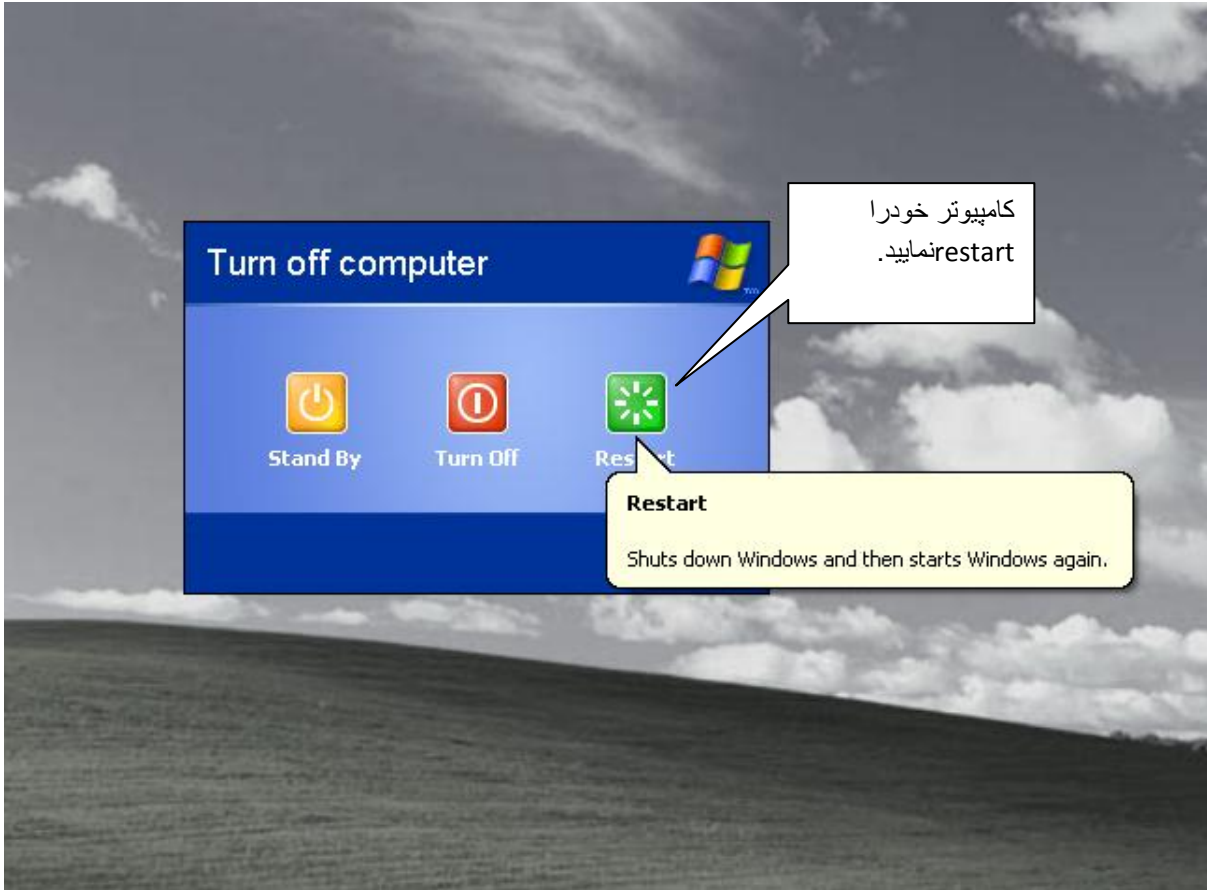 Turn off computer
کامپیوتر خودرا
restartنمایید.
Stand By
Turn Off
Restart
Restart
Shuts down Windows and then starts Windows again.